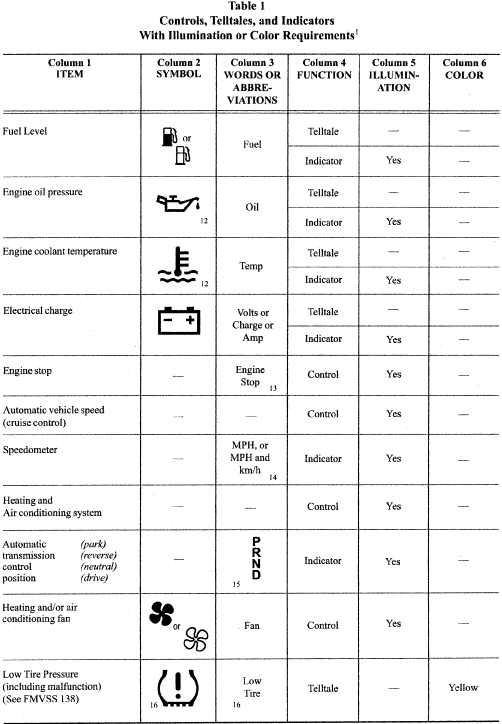 Table 1
Controls, Telltales, and Indicators
With Illumination or Color Requirements1
Column 1 ITEM
Column 2 SYMBOL
Column 3 WORDS OR ABBRE-VIATIONS
Column 4 FUNCTION
Column 5 ILLUMIN-ATION
Column 6 COLOR
Fuel Level
or
Fuel
Telltale — —
Indicator Yes —
Engine oil pressure
12
Oil
Telltale — —
Indicator Yes —
Engine coolant temperature
12
Temp
Telltale — —
Indicator Yes —
Electrical charge
- +
Volts or
Charge or
Amp
Telltale — —
Indicator Yes —
Engine stop
—
Engine
Stop 13
Control Yes —
Automatic vehicle speed
(cruise control)
— — Control Yes —
Speedometer
—
MPH, or
MPH and
km/h 14
Indicator Yes —
Heating and
Air conditioning system
— — Control Yes —
Automatic (park)
transmission (reverse)
control (neutral)
position (drive)
—
P
R
N
D
15
Indicator Yes —
Heating and/or air
conditioning fan
or
Fan Control Yes —
Low Tire Pressure
(including malfunction)
(See FMVSS 138)
16 (!)
Low
Tire
16
Telltale — Yellow